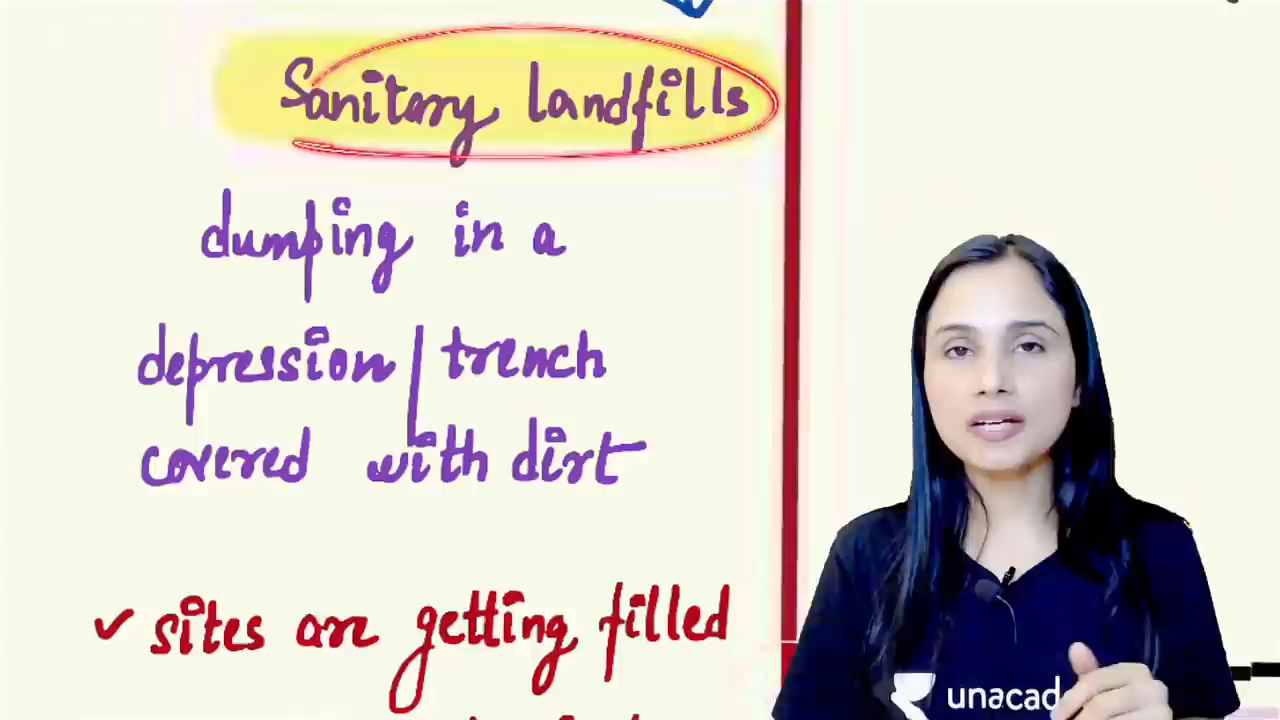 Sanitary landfills
dumping in a
depression/trench
covered with dirt
✓ sites are getting filled
unacad